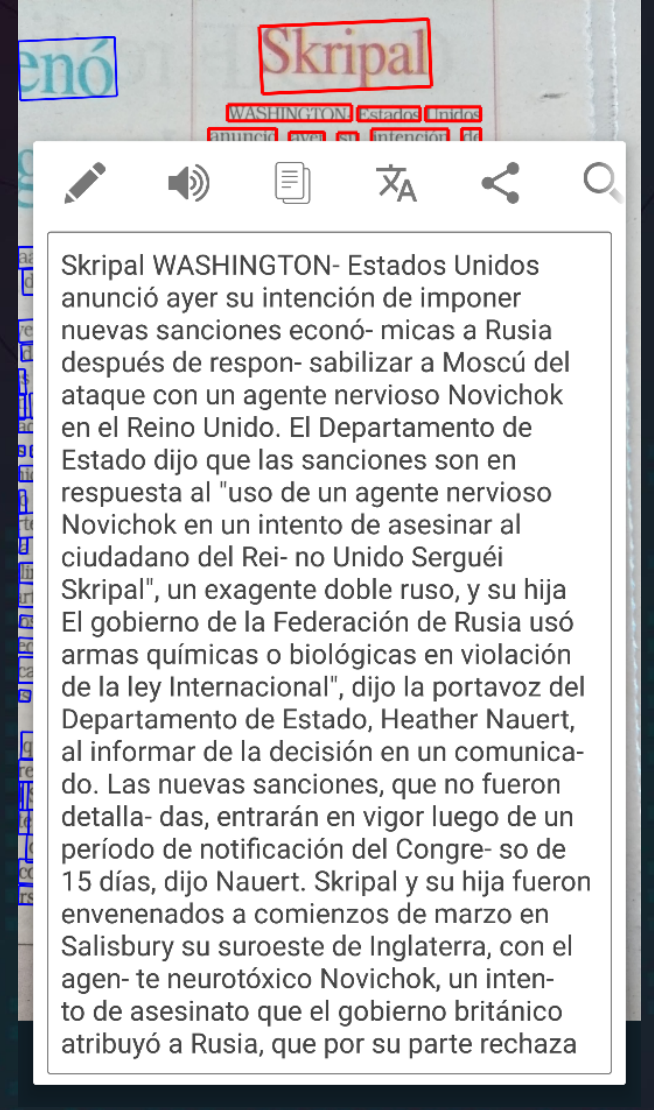 enó
Skripal
WASHINGTON- Estados Unidos
anunció ayer su intención de
Skripal WASHINGTON- Estados Unidos
anunció ayer su intención de imponer
nuevas sanciones econó- micas a Rusia
después de respon- sabilizar a Moscú del
ataque con un agente nervioso Novichok
en el Reino Unido. El Departamento de
Estado dijo que las sanciones son en
respuesta al "uso de un agente nervioso
Novichok en un intento de asesinar al
ciudadano del Rei- no Unido Serguéi
Skripal", un exagente doble ruso, y su hija
El gobierno de la Federación de Rusia usó
armas químicas o biológicas en violación
de la ley Internacional", dijo la portavoz del
Departamento de Estado, Heather Nauert,
al informar de la decisión en un comunica-
do. Las nuevas sanciones, que no fueron
detalla- das, entrarán en vigor luego de un
período de notificación del Congre- so de
15 días, dijo Nauert. Skripal y su hija fueron
envenenados a comienzos de marzo en
Salisbury su suroeste de Inglaterra, con el
agen- te neurotóxico Novichok, un inten-
to de asesinato que el gobierno británico
atribuyó a Rusia, que por su parte rechaza